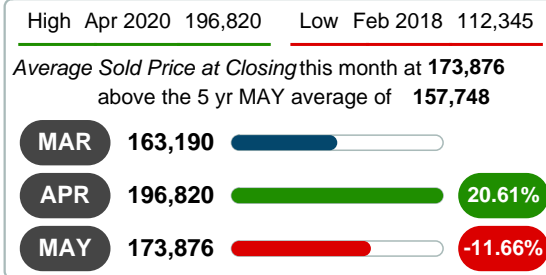 High Apr 2020 196,820 Low Feb 2018 112,345
Average Sold Price at Closing this month at 173,876
above the 5 yr MAY average of 157,748
MAR 163,190
APR 196,820 20.61%
MAY 173,876 -11.66%